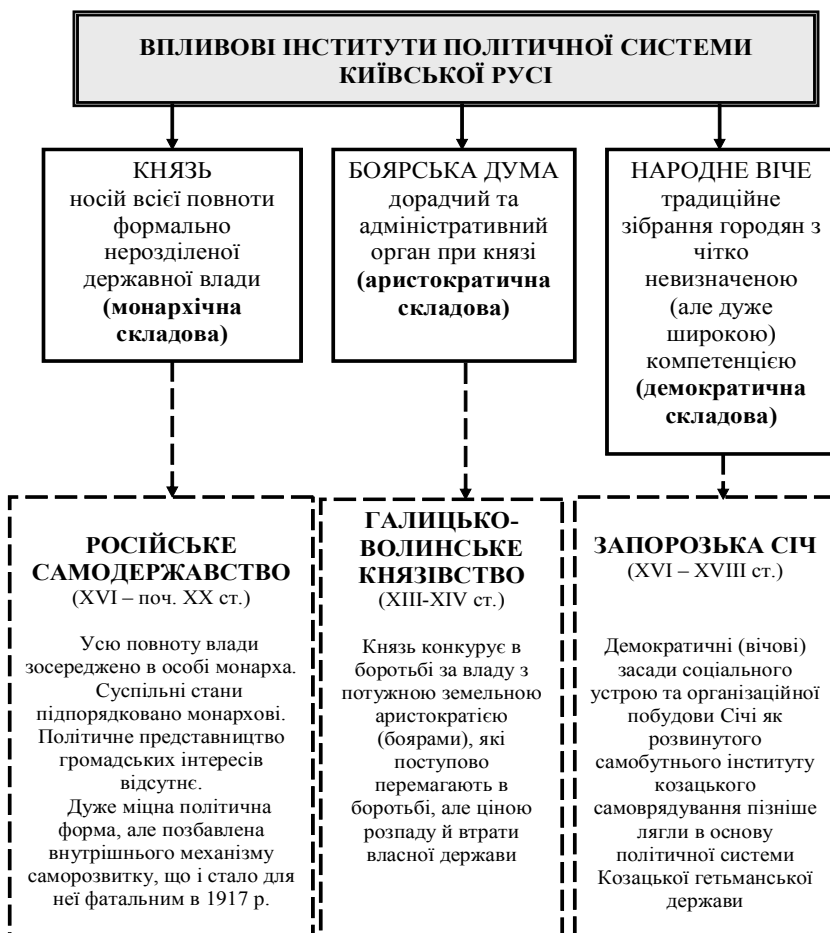 ВПЛИВОВІ ІНСТИТУТИ ПОЛІТИЧНОЇ СИСТЕМИ
КИЇВСЬКОЇ РУСІ
КНЯЗЬ
носій всієї повноти
формально
нерозділеної
державної влади
(монархічна
складова)
БОЯРСЬКА ДУМА
дорадчий та
адміністративний
орган при князі
(аристократична
складова)
НАРОДНЕ ВІЧЕ
традиційне
зібрання городян з
чітко
невизначеною
(але дуже
широкою)
компетенцією
(демократична
складова)
РОСІЙСЬКЕ
САМОДЕРЖАВСТВО
(XVI – поч. XX ст.)
Усю повноту влади
зосереджено в особі монарха.
Суспільні стани
підпорядковано монархові.
Політичне представництво
громадських інтересів
відсутнє.
Дуже міцна політична
форма, але позбавлена
внутрішнього механізму
саморозвитку, що і стало для
неї фатальним в 1917 р.
ГАЛИЦЬКО-
ВОЛИНСЬКЕ
КНЯЗІВСТВО
(XIII-XIV ст.)
Князь конкурує в
боротьбі за владу з
потужною земельною
аристократією
(боярами), які
поступово
перемагають в
боротьбі, але ціною
розпаду й втрати
власної держави
ЗАПОРОЗЬКА СІЧ
(XVI – XVIII ст.)
Демократичні (вічові)
засади соціального
устрою та організаційної
побудови Січі як
розвинутого
самобутнього інституту
козацького
самоврядування пізніше
лягли в основу
політичної системи
Козацької гетьманської
держави